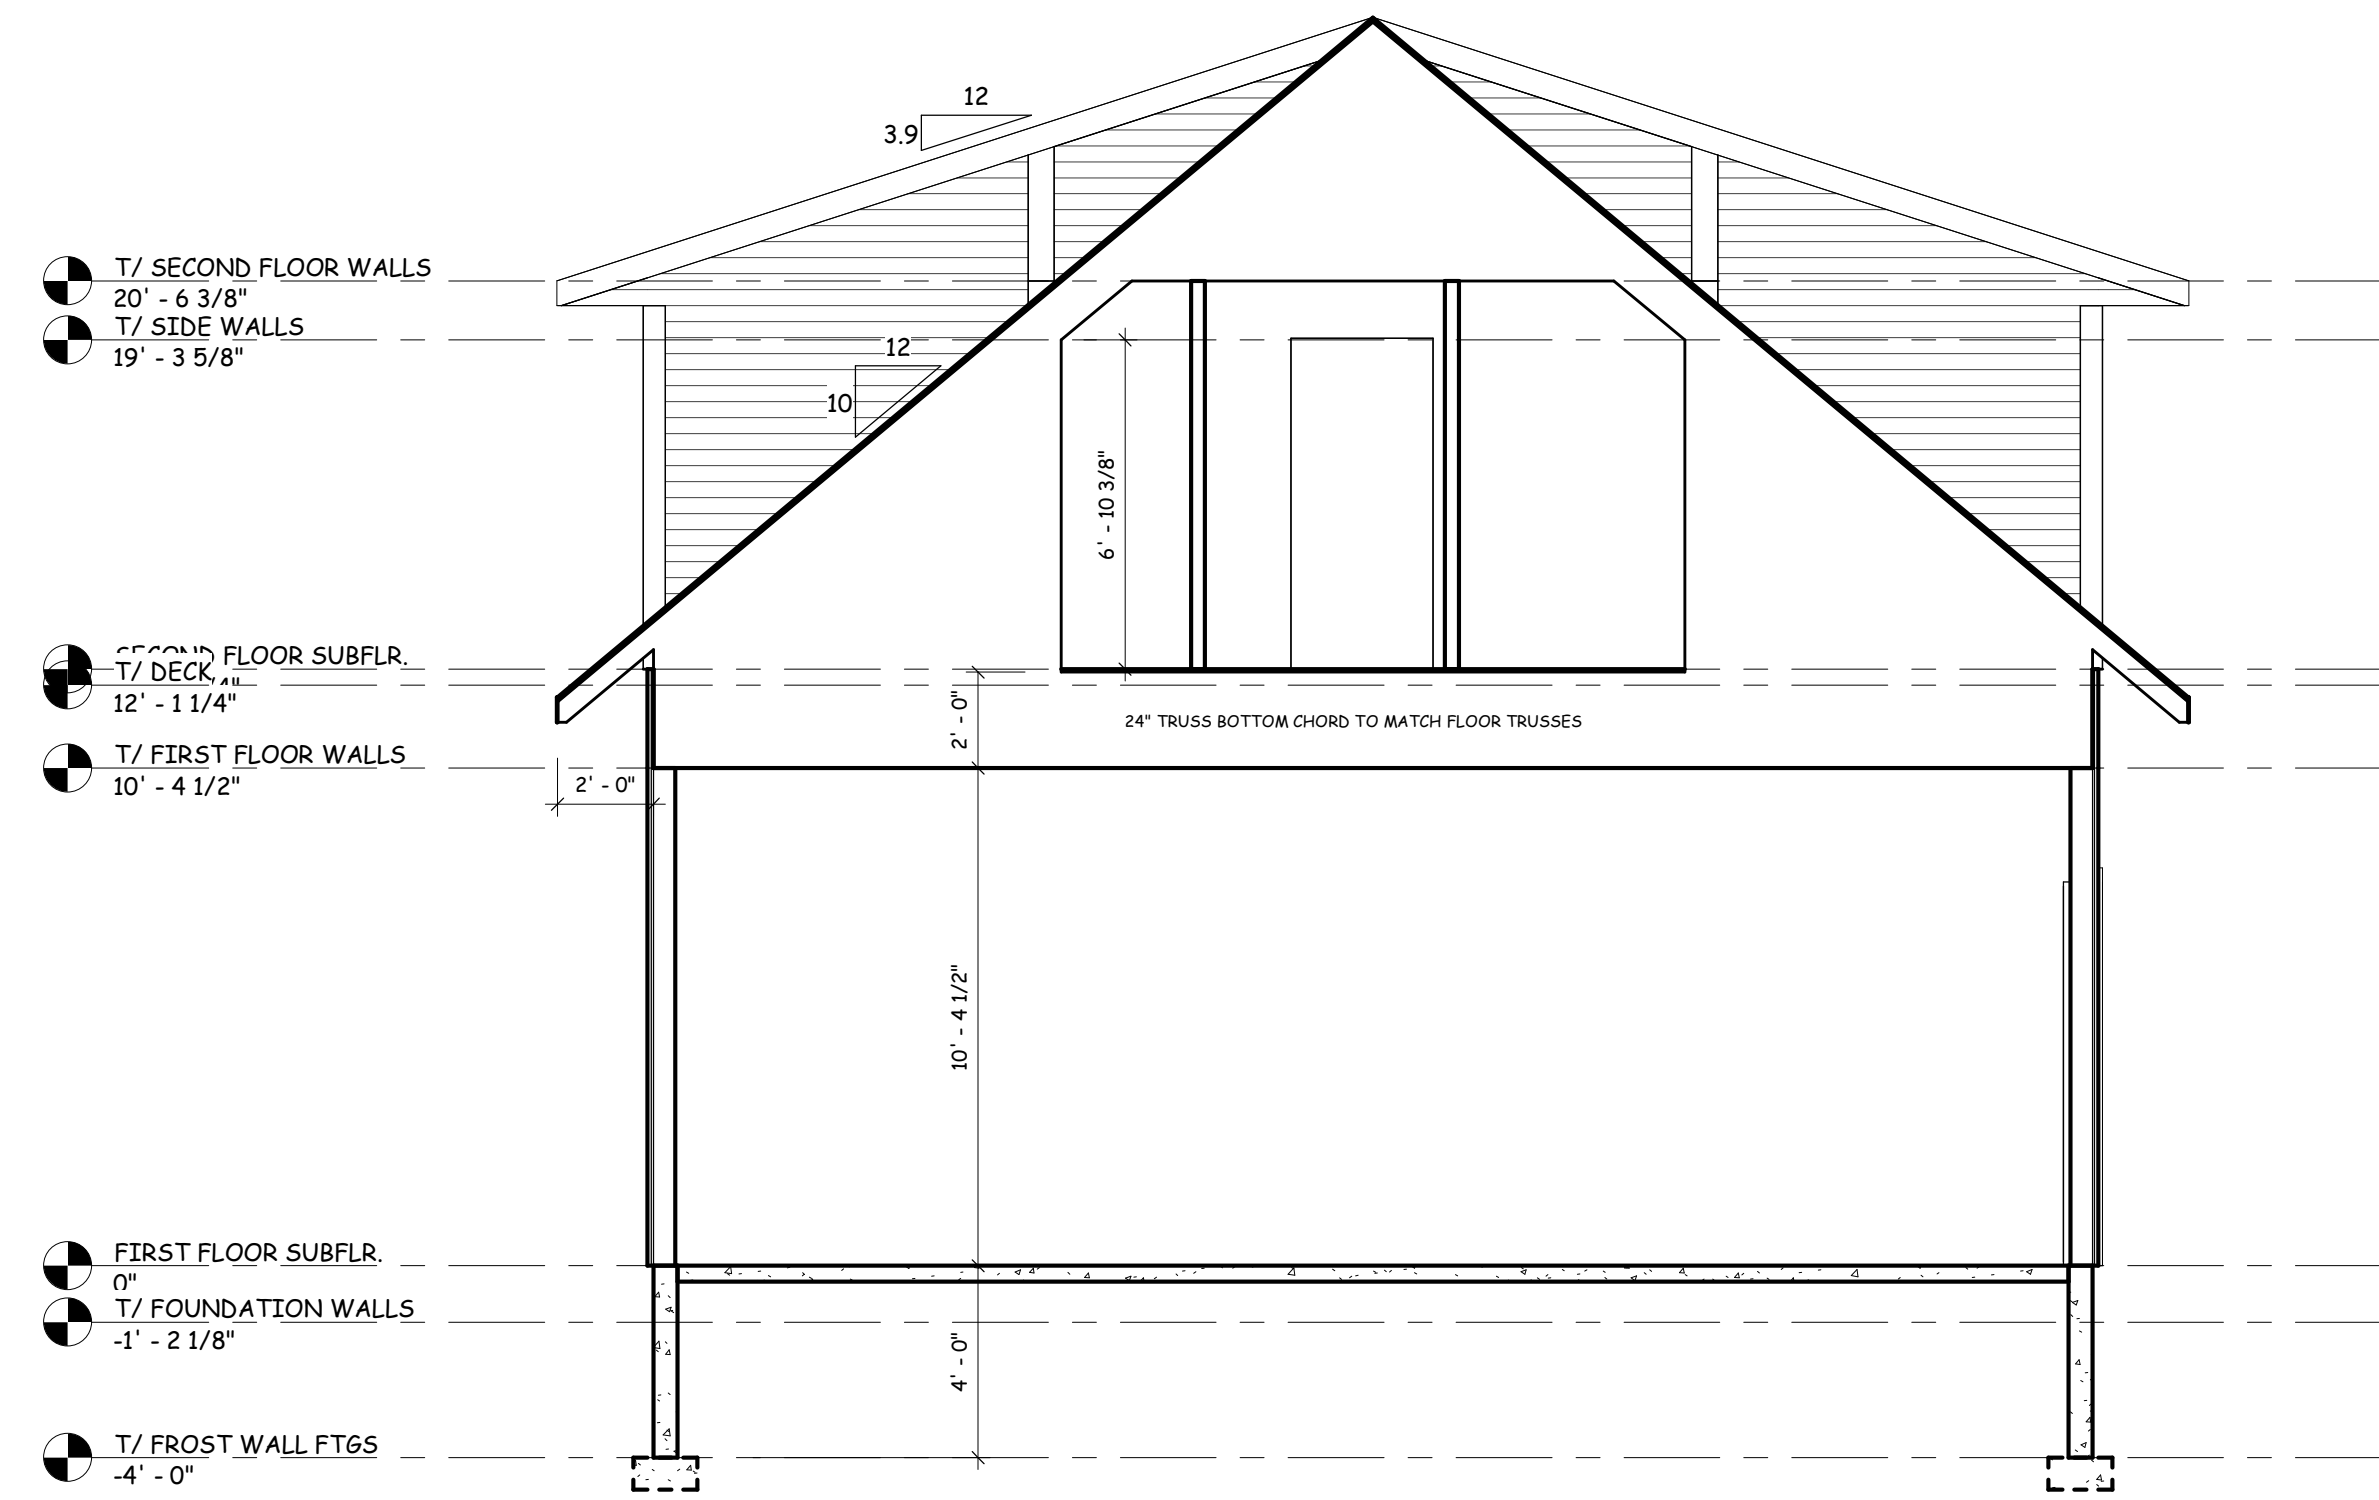 12
3.9
T/ SECOND FLOOR WALLS
20' - 6 3/8"
T/ SIDE WALLS
19' - 3 5/8"
12
10
6' - 10 3/8"
SECOND FLOOR SUBFLR.
T/ DECK
12' - 1 1/4"
2' - 0"
24" TRUSS BOTTOM CHORD TO MATCH FLOOR TRUSSES
T/ FIRST FLOOR WALLS
10' - 4 1/2"
2' - 0"
10' - 4 1/2"
FIRST FLOOR SUBFLR.
0"
T/ FOUNDATION WALLS
-1' - 2 1/8"
4' - 0"
T/ FROST WALL FTGS
-4' - 0"